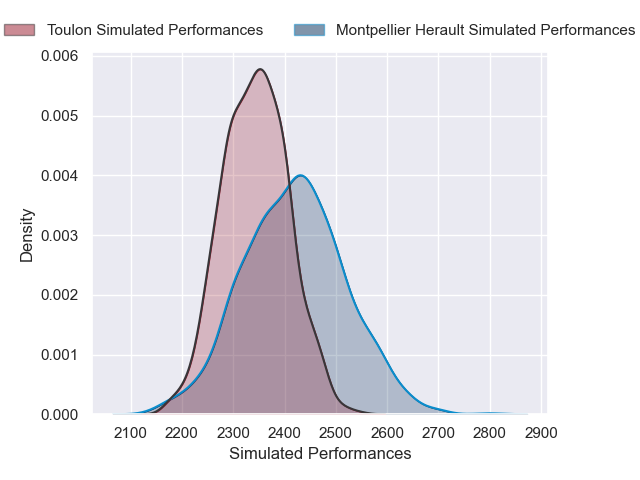 Toulon Simulated Performances
Montpellier Herault Simulated Performances
0.006
0.005
0.004
0.003
0.002
0.001
0.000
Density
2100 2200 2300 2400 2500 2600 2700 2800 2900
Simulated Performances